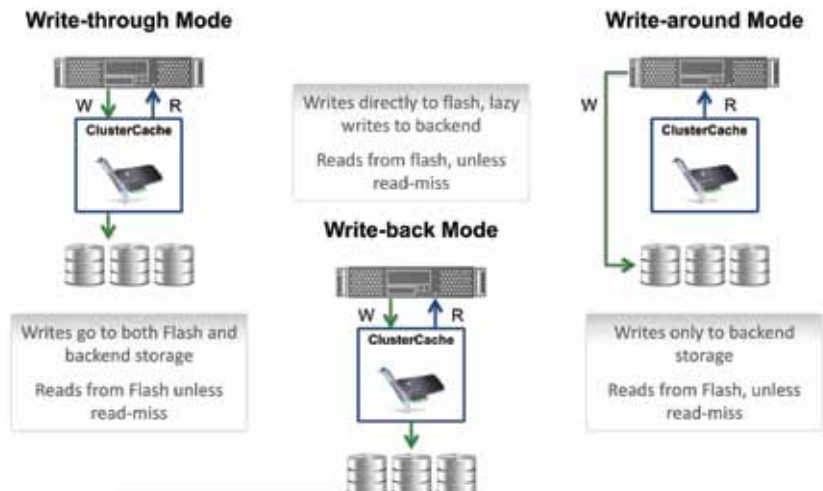 Write-through Mode
W
R
ClusterCache
Writes go to both Flash and
backend storage
Reads from Flash unless
read-miss
Writes directly to flash, lazy
writes to backend
Reads from flash, unless
read-miss
Write-back Mode
W
R
ClusterCache
Write-around Mode
W
R
ClusterCache
Writes only to backend
storage
Reads from Flash, unless
read-miss